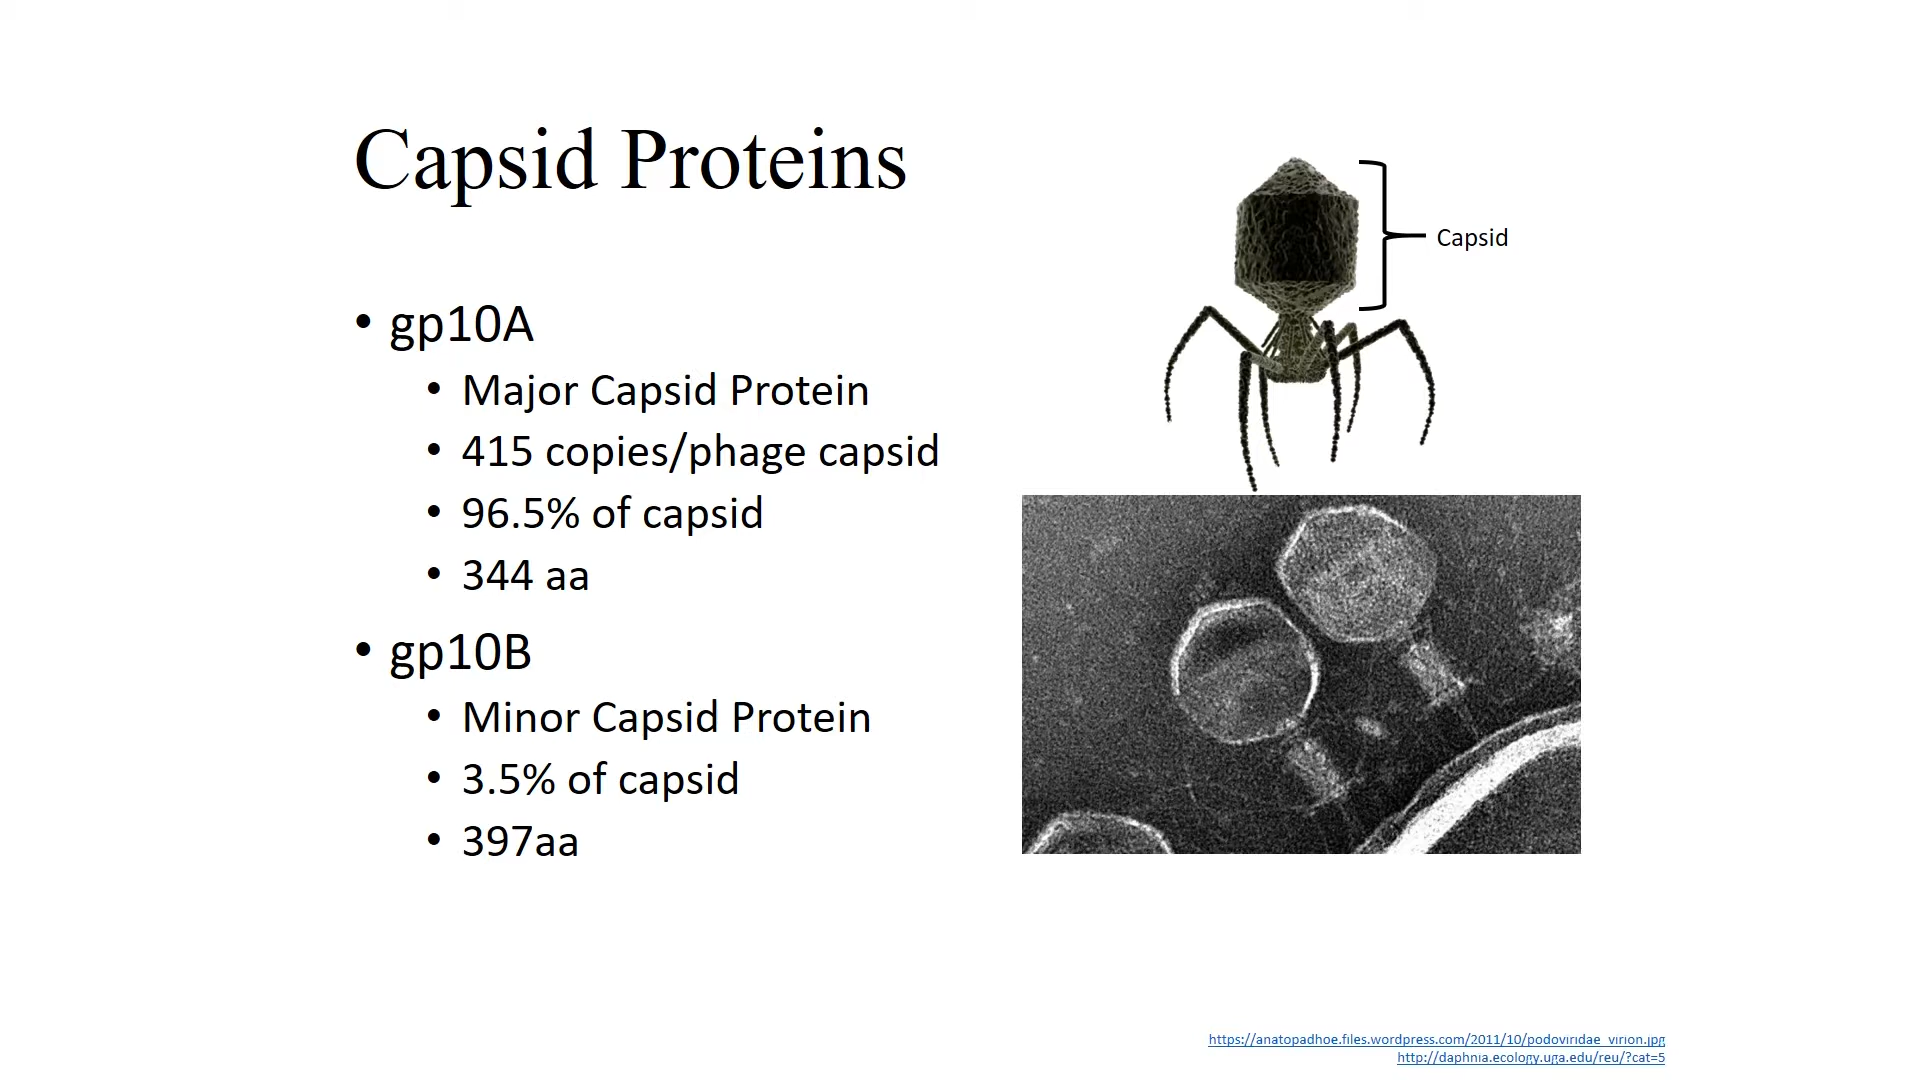 Capsid Proteins
• gp10A
• Major Capsid Protein
• 415 copies/phage capsid
• 96.5% of capsid
• 344 aa
• gp10B
• Minor Capsid Protein
• 3.5% of capsid
• 397aa
Capsid
https://anatopadhoe.files.wordpress.com/2011/10/podoviridae_virion.jpg
http://daphnia.ecology.uga.edu/reu/?cat=5